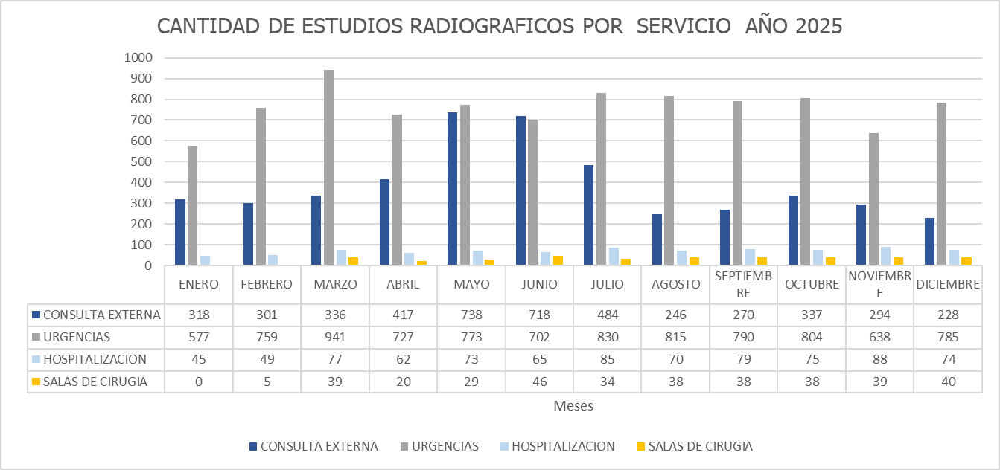 CANTIDAD DE ESTUDIOS RADIOGRAFICOS POR SERVICIO AÑO 2025
1000
900
800
700
600
500
400
300
200
100
0
ENERO FEBRERO MARZO ABRIL MAYO JUNIO JULIO AGOSTO SEPTIEMB
RE OCTUBRE NOVIEMBR
E DICIEMBRE
CONSULTA EXTERNA 318 301 336 417 738 718 484 246 270 337 294 228
URGENCIAS 577 759 941 727 773 702 830 815 790 804 638 785
HOSPITALIZACION 45 49 77 62 73 65 85 70 79 75 88 74
SALAS DE CIRUGIA 0 5 39 20 29 46 34 38 38 38 39 40
Meses
CONSULTA EXTERNA URGENCIAS HOSPITALIZACION SALAS DE CIRUGIA